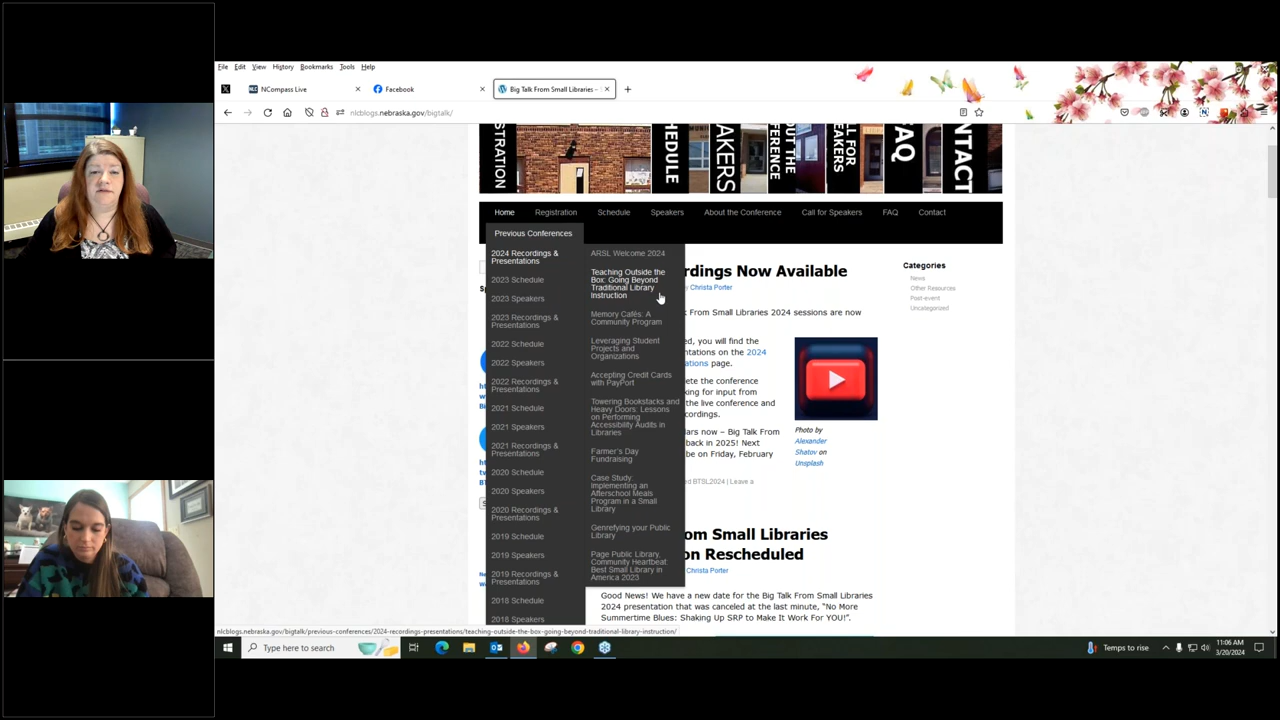 File Edit View History Bookmarks Tools Help
NCompass Live
Facebook
Big Talk From Small Libraries –
nlcblogs.nebraska.gov/bigtalk/
FAQ
Home Registration Schedule Speakers About the Conference Call for Speakers FAQ Contact
Previous Conferences
2024 Recordings &
Presentations
2023 Schedule
2023 Speakers
2023 Recordings &
Presentations
2022 Schedule
2022 Speakers
2022 Recordings &
Presentations
2021 Schedule
2021 Speakers
2021 Recordings &
Presentations
2020 Schedule
2020 Speakers
2020 Recordings &
Presentations
2019 Schedule
2019 Speakers
2019 Recordings &
Presentations
2018 Schedule
2018 Speakers
ARSL Welcome 2024
Teaching Outside the
Box: Going Beyond
Traditional Library
Instruction
Memory Cafés: A
Community Program
Leveraging Student
Projects and
Organizations
Accepting Credit Cards
with PayPort
Towering Bookstacks and
Heavy Doors: Lessons
on Performing
Accessibility Audits in
Libraries
Farmer's Day
Fundraising
Case Study:
Implementing an
Afterschool Meals
Program in a Small
Library
Genrefying your Public
Library
Page Public Library,
Community Heartbeat:
Best Small Library in
America 2023
Now Available
Christa Porter
From Small Libraries 2024 sessions are now
you will find the
on the 2024
page.
the conference
for input from
the live conference and
now – Big Talk From
back in 2025! Next
be on Friday, February
BTSL2024 | Leave a
Photo by
Alexander
Shatov on
Unsplash
Small Libraries
Rescheduled
Christa Porter
Good News! We have a new date for the Big Talk From Small Libraries
2024 presentation that was canceled at the last minute, "No More
Summertime Blues: Shaking Up SRP to Make It Work For YOU!".
Categories
News
Other Resources
Post-event
Uncategorized
nlcblogs.nebraska.gov/bigtalk/previous-conferences/2024-recordings-presentations/teaching-outside-the-box-going-beyond-traditional-library-instruction/
Type here to search
Temps to rise
11:06 AM
3/20/2024